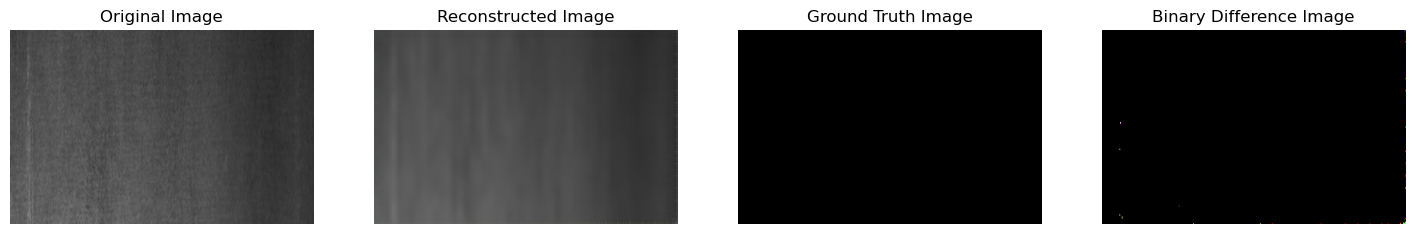 Original Image
Reconstructed Image
Ground Truth Image
Binary Difference Image